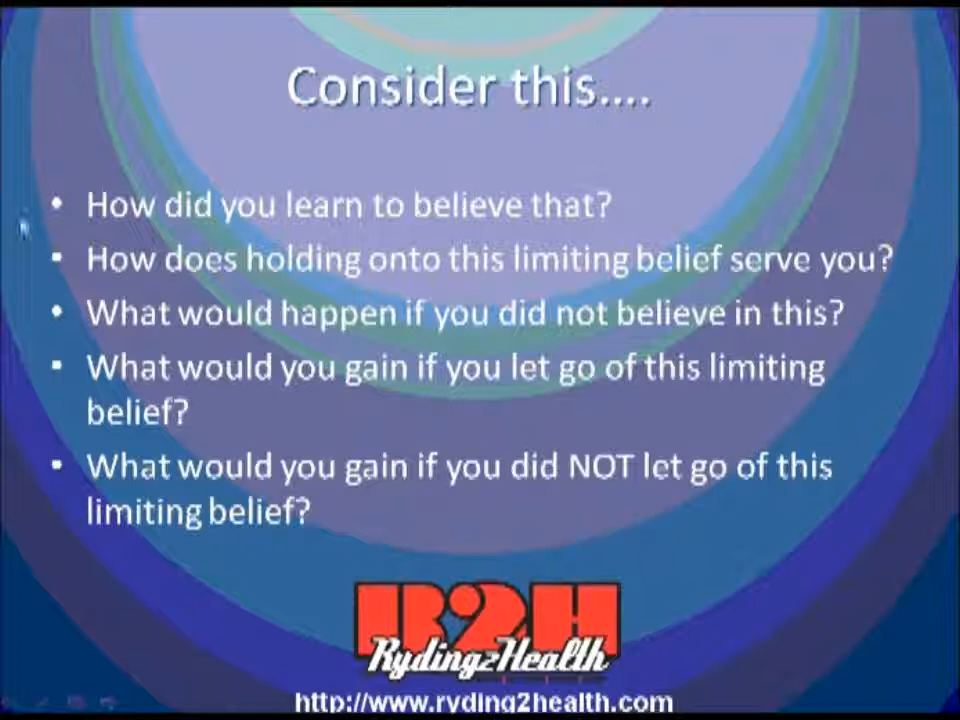 Consider this....
• How did you learn to believe that?
• How does holding onto this limiting belief serve you?
• What would happen if you did not believe in this?
• What would you gain if you let go of this limiting
belief?
• What would you gain if you did NOT let go of this
limiting belief?
R2H
Ryding2Health
http://www.ryding2health.com